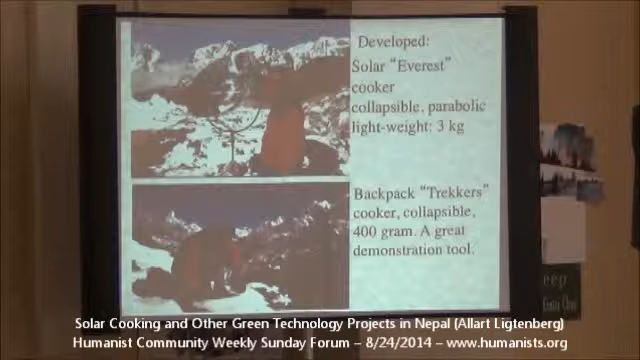 Developed:
Solar "Everest"
cooker
collapsible, parabolic
light-weight: 3 kg
Backpack "Trekkers"
cooker, collapsible,
400 gram. A great
demonstration tool.
eep
Solar Cooking and Other Green Technology Projects in Nepal (Allart Ligtenberg)
Humanist Community Weekly Sunday Forum – 8/24/2014 – www.humanists.org